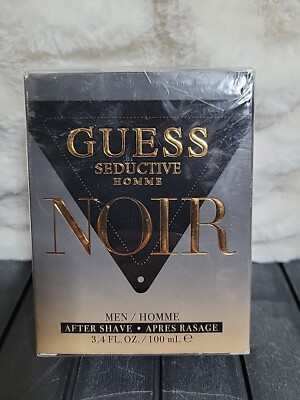 GUESS
SEDUCTIVE
HOMME
NOIR
MEN / HOMME
AFTER SHAVE • APRES RASAGE
3.4 FL. OZ. / 100 mL ℮